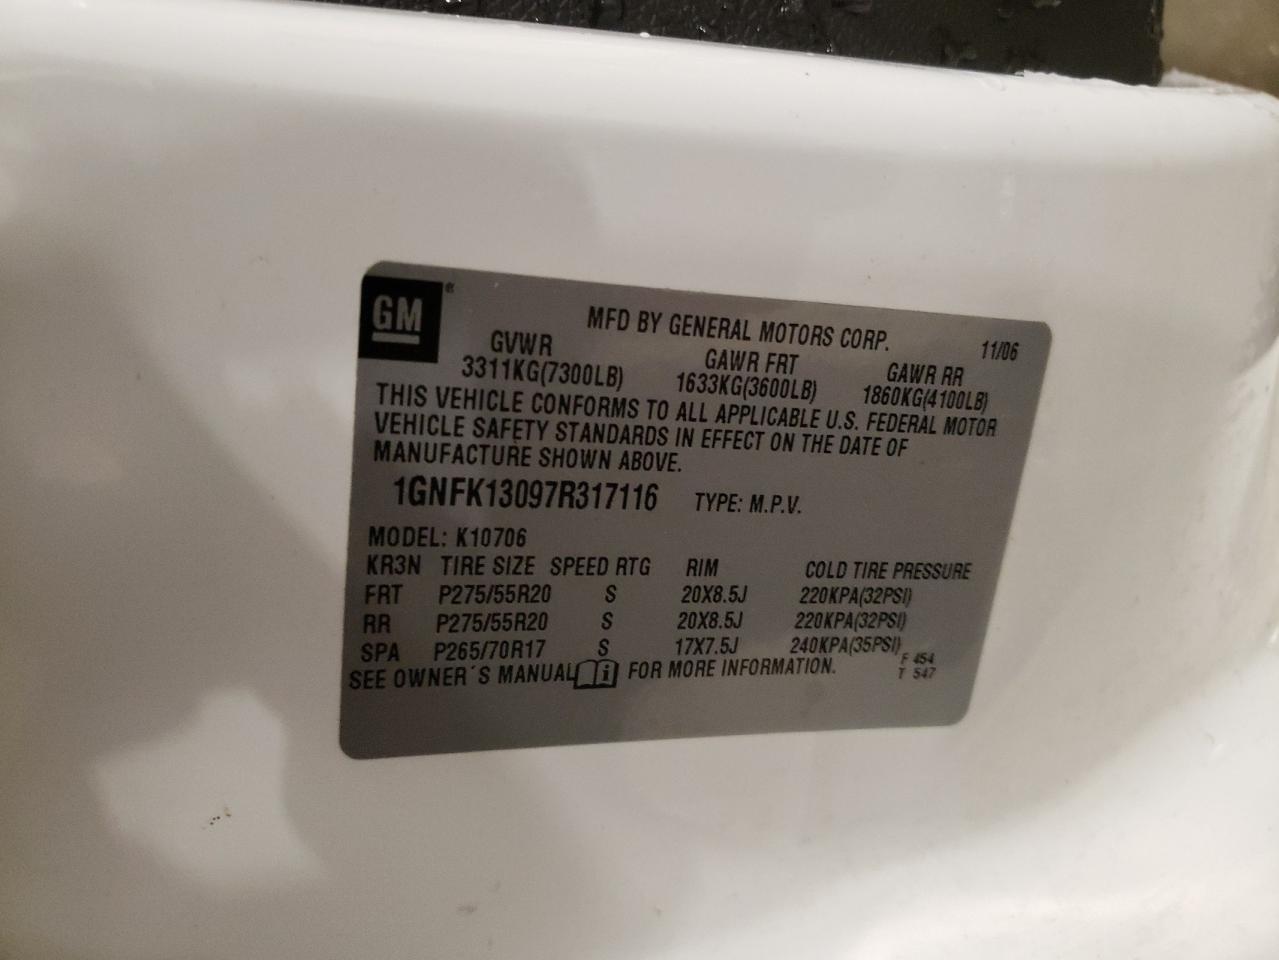 GM ®
MFD BY GENERAL MOTORS CORP. 11/06
GVWR GAWR FRT GAWR RR
3311KG(7300LB) 1633KG(3600LB) 1860KG(4100LB)
THIS VEHICLE CONFORMS TO ALL APPLICABLE U.S. FEDERAL MOTOR
VEHICLE SAFETY STANDARDS IN EFFECT ON THE DATE OF
MANUFACTURE SHOWN ABOVE.
1GNFK13097R317116 TYPE: M.P.V.
MODEL: K10706
KR3N TIRE SIZE SPEED RTG RIM COLD TIRE PRESSURE
FRT P275/55R20 S 20X8.5J 220KPA(32PSI)
RR P275/55R20 S 20X8.5J 220KPA(32PSI)
SPA P265/70R17 S 17X7.5J 240KPA(35PSI)
SEE OWNER´S MANUAL i FOR MORE INFORMATION.
F 454
T 547